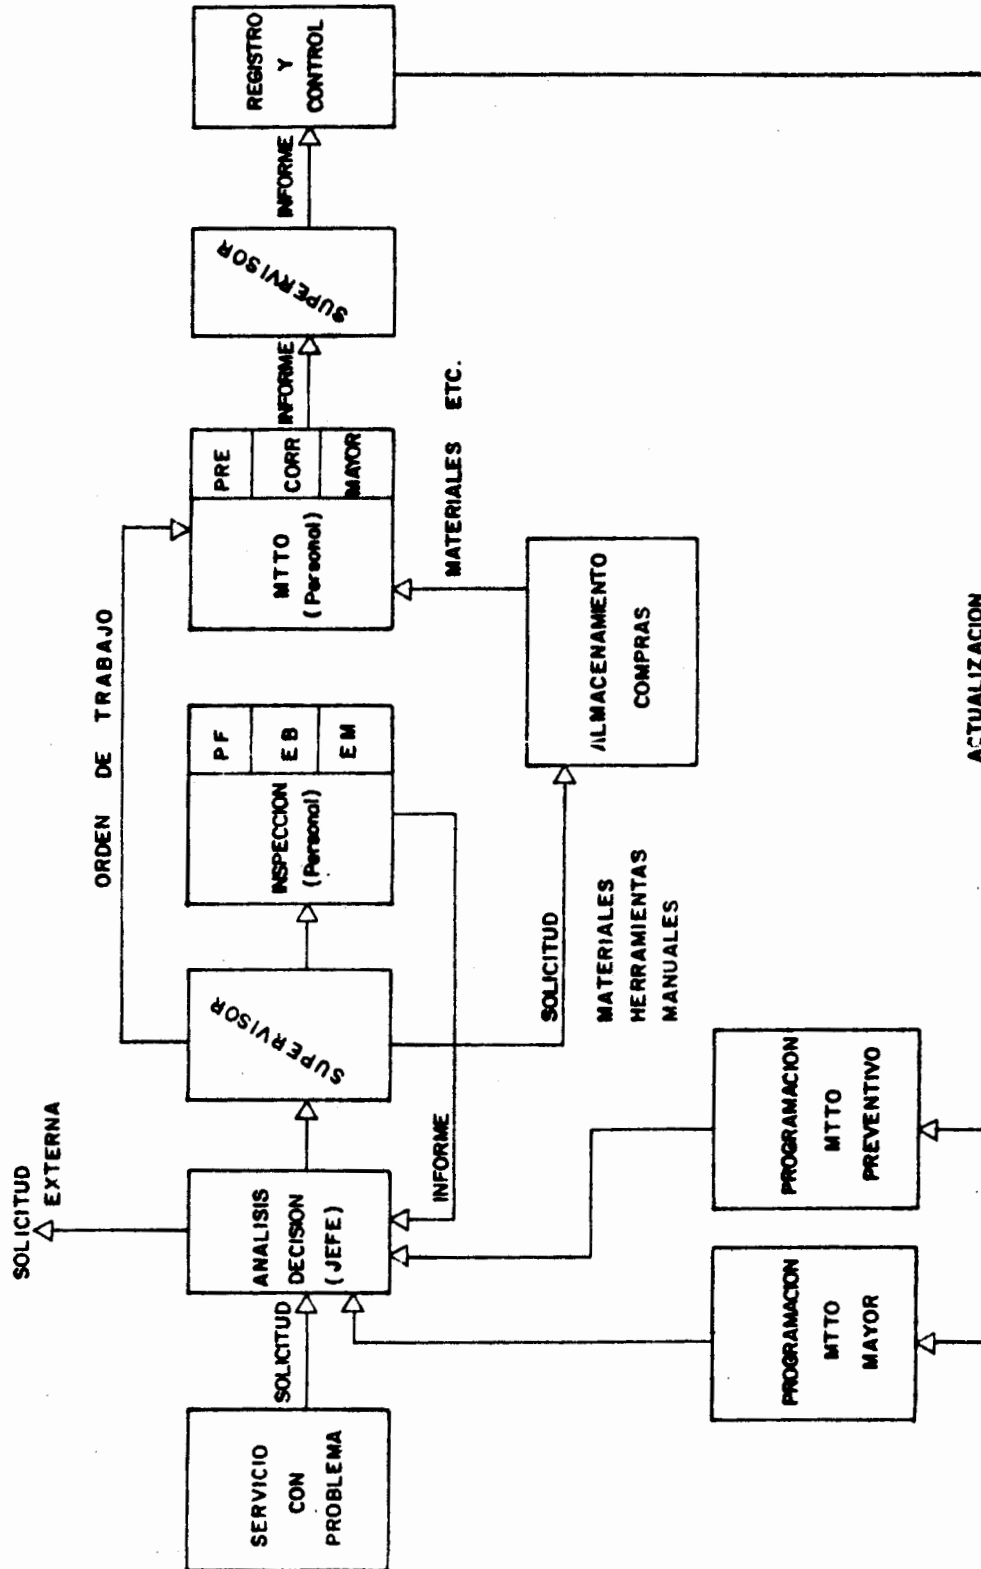 SOLICITUD
EXTERNA
ORDEN DE TRABAJO
SERVICIO
CON
PROBLEMA
SOLICITUD
ANALISIS
DECISION
(JEFE)
SUPERVISOR
INSPECCION
(Personal)
PF
EB
EM
MTTO
(Personal)
PRE
CORR
MAYOR
INFORME
SUPERVISOR
INFORME
REGISTRO
Y
CONTROL
INFORME
SOLICITUD
MATERIALES
HERRAMIENTAS
MANUALES
ALMACENAMIENTO
COMPRAS
MATERIALES ETC.
PROGRAMACION
MTTO
MAYOR
PROGRAMACION
MTTO
PREVENTIVO
ACTUALIZACION